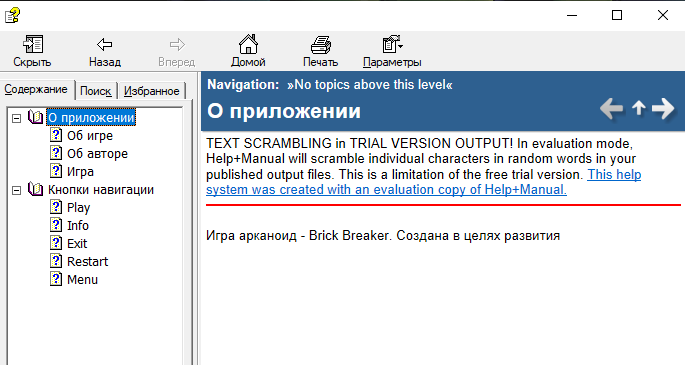 Скрыть Назад Вперед Домой Печать Параметры
Содержание Поиск Избранное
О приложении
Об игре
Об авторе
Игра
Кнопки навигации
Play
Info
Exit
Restart
Menu
Navigation: »No topics above this level«
О приложении
TEXT SCRAMBLING in TRIAL VERSION OUTPUT! In evaluation mode,
Help+Manual will scramble individual characters in random words in your
published output files. This is a limitation of the free trial version. This help
system was created with an evaluation copy of Help+Manual.
Игра арканоид - Brick Breaker. Создана в целях развития